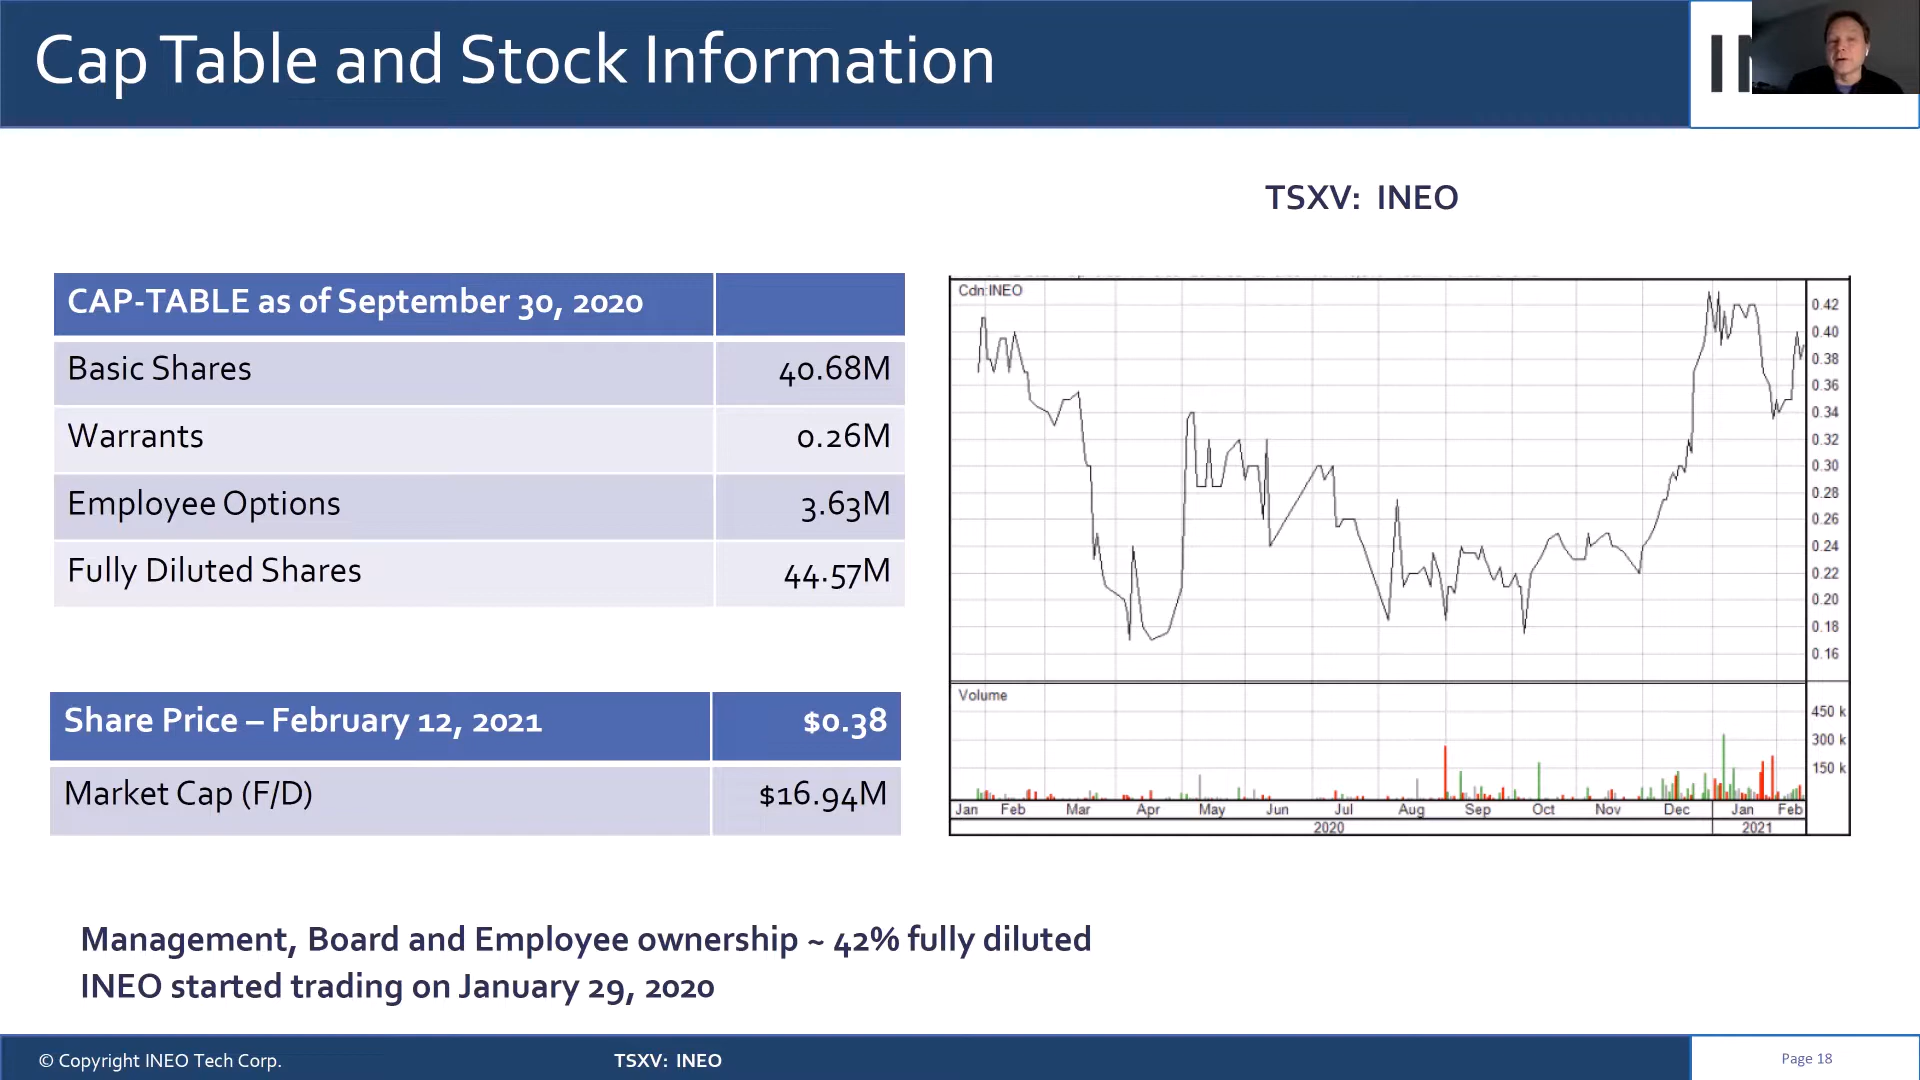 Cap Table and Stock Information
TSXV: INEO
CAP-TABLE as of September 30, 2020
Basic Shares 40.68M
Warrants 0.26M
Employee Options 3.63M
Fully Diluted Shares 44.57M
Share Price – February 12, 2021 $0.38
Market Cap (F/D) $16.94M
Cdn:INEO
0.42
0.40
0.38
0.36
0.34
0.32
0.30
0.28
0.26
0.24
0.22
0.20
0.18
0.16
Volume
450 k
300 k
150 k
Jan Feb Mar Apr May Jun Jul Aug Sep Oct Nov Dec Jan Feb
2020 2021
Management, Board and Employee ownership ~ 42% fully diluted
INEO started trading on January 29, 2020
© Copyright INEO Tech Corp. TSXV: INEO Page 18